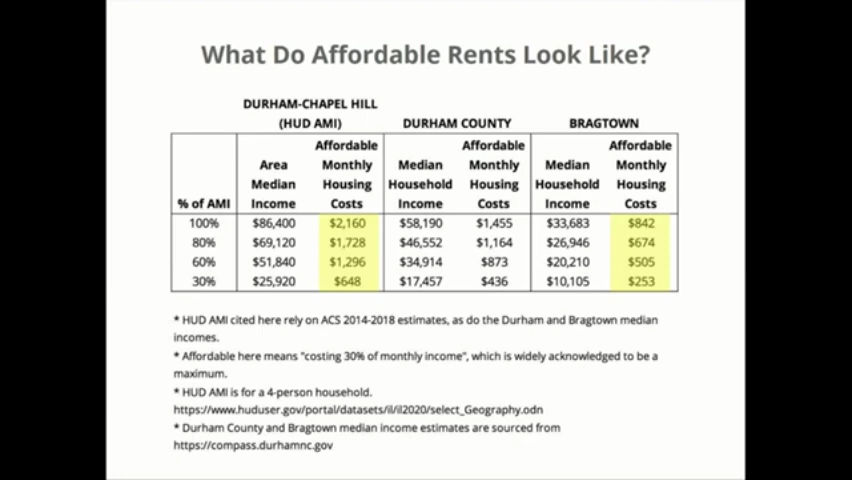 What Do Affordable Rents Look Like?
DURHAM-CHAPEL HILL
(HUD AMI) DURHAM COUNTY BRAGTOWN
Affordable Affordable Affordable
Area Monthly Median Monthly Median Monthly
Median Housing Household Housing Household Housing
% of AMI Income Costs Income Costs Income Costs
100% $86,400 $2,160 $58,190 $1,455 $33,683 $842
80% $69,120 $1,728 $46,552 $1,164 $26,946 $674
60% $51,840 $1,296 $34,914 $873 $20,210 $505
30% $25,920 $648 $17,457 $436 $10,105 $253
* HUD AMI cited here rely on ACS 2014-2018 estimates, as do the Durham and Bragtown median
incomes.
* Affordable here means "costing 30% of monthly income", which is widely acknowledged to be a
maximum.
* HUD AMI is for a 4-person household.
https://www.huduser.gov/portal/datasets/il/il2020/select_Geography.odn
* Durham County and Bragtown median income estimates are sourced from
https://compass.durhamnc.gov